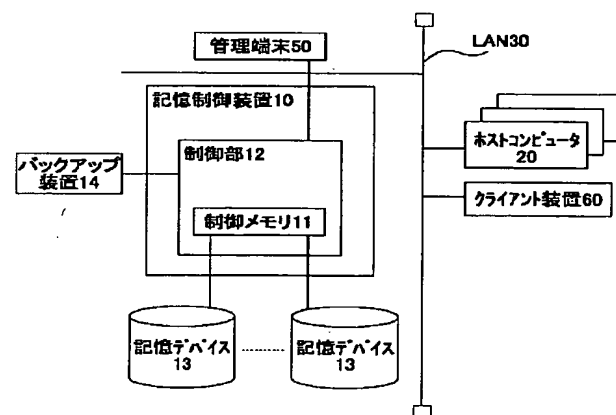 管理端末50
LAN30
記憶制御装置10
制御部12
ホストコンピュータ
20
バックアップ
装置14
クライアント装置60
制御メモリ11
記憶デバイス
13
記憶デバイス
13